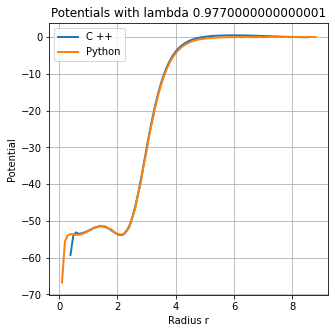 Potentials with lambda 0.9770000000000001
C ++
Python
Potential
0
−10
−20
−30
−40
−50
−60
−70
0 2 4 6 8
Radius r